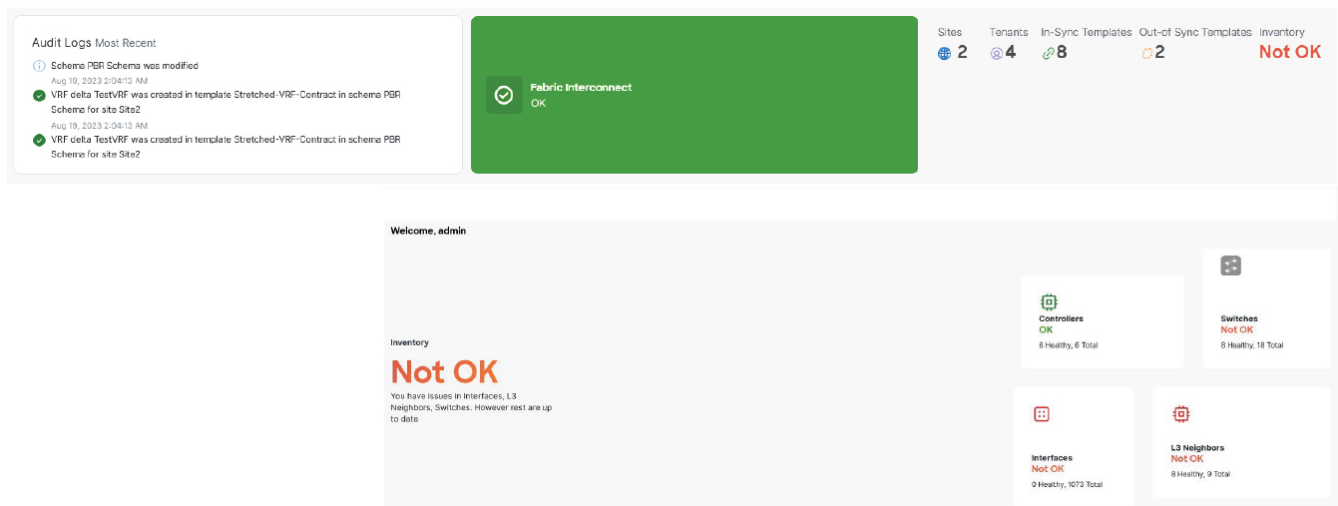 Audit Logs Most Recent
Schema PBR Schema was modified
Aug 19, 2023 2:04:13 AM
VRF delta TestVRF was created in template Stretched-VRF-Contract in schema PBR
Schema for site Site2
Aug 19, 2023 2:04:13 AM
VRF delta TestVRF was created in template Stretched-VRF-Contract in schema PBR
Schema for site Site2
Fabric Interconnect
OK
Sites
2
Tenants
4
In-Sync Templates
8
Out-of Sync Templates
2
Inventory
Not OK
Welcome, admin
Inventory
Not OK
You have issues in Interfaces, L3
Neighbors, Switches. However rest are up
to date
Controllers
OK
6 Healthy, 6 Total
Switches
Not OK
8 Healthy, 18 Total
Interfaces
Not OK
0 Healthy, 1073 Total
L3 Neighbors
Not OK
8 Healthy, 9 Total